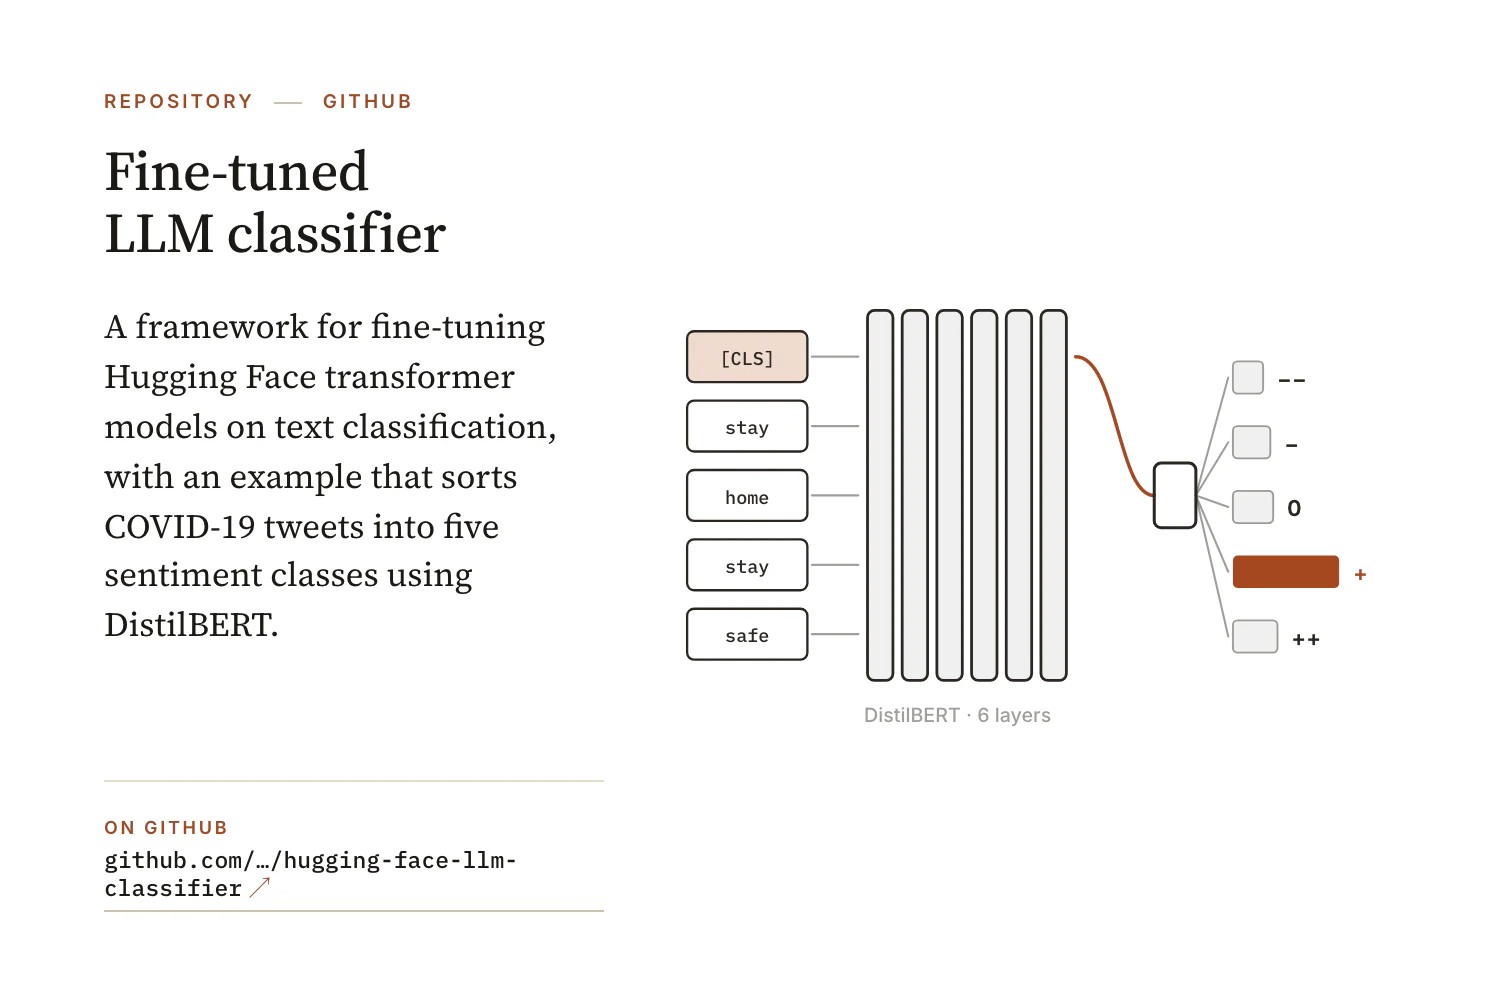 REPOSITORY — GITHUB
Fine-tuned
LLM classifier
A framework for fine-tuning
Hugging Face transformer
models on text classification,
with an example that sorts
COVID-19 tweets into five
sentiment classes using
DistilBERT.
ON GITHUB
github.com/…/hugging-face-llm-
classifier ↗
[CLS]
stay
home
stay
safe
DistilBERT · 6 layers
−−
−
0
+
++